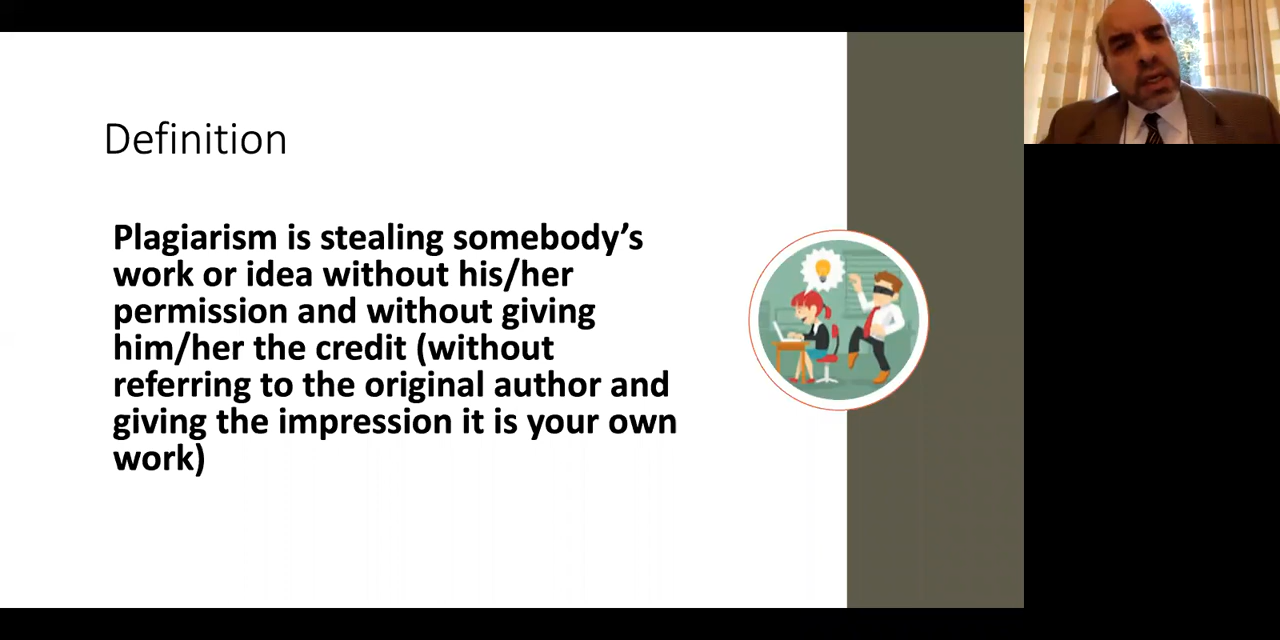 Definition
Plagiarism is stealing somebody’s
work or idea without his/her
permission and without giving
him/her the credit (without
referring to the original author and
giving the impression it is your own
work)